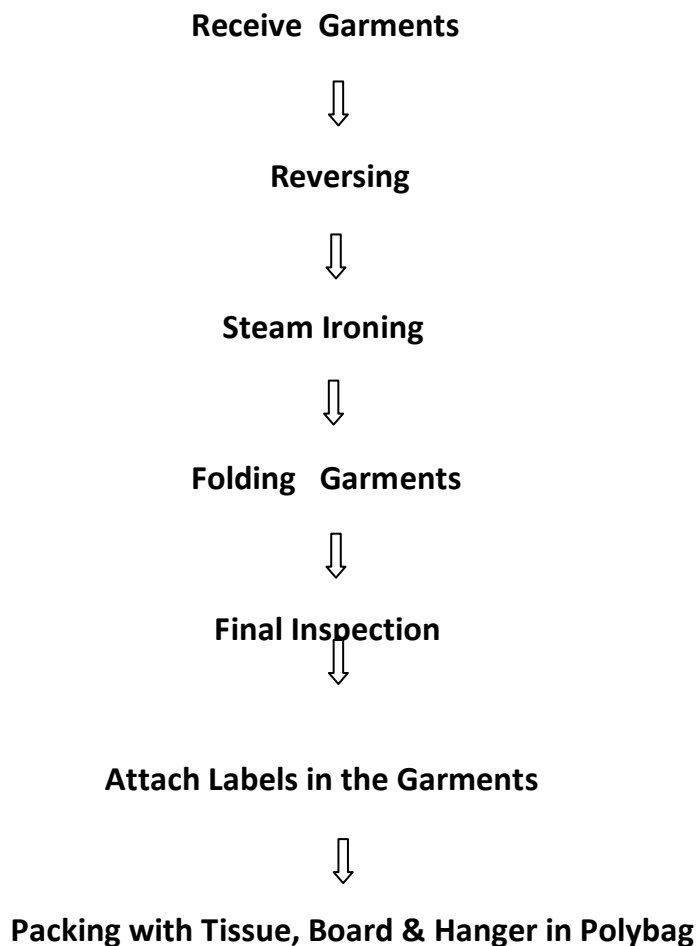 Receive Garments
Reversing
Steam Ironing
Folding Garments
Final Inspection
Attach Labels in the Garments
Packing with Tissue, Board & Hanger in Polybag